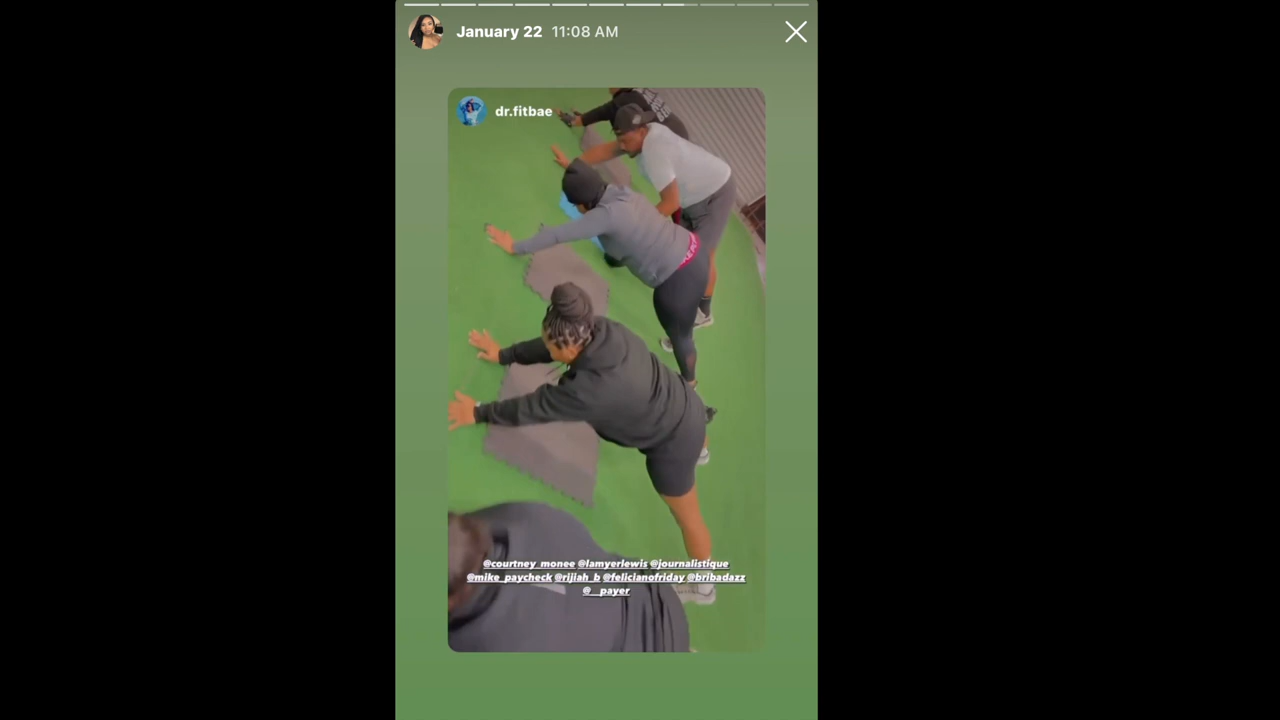 January 22 11:08 AM
dr.fitbae
@courtney_monee @lamyerlewis @journalistique
@mike_paycheck @rijiah_b @felicianofriday @bribadazz
@__payer